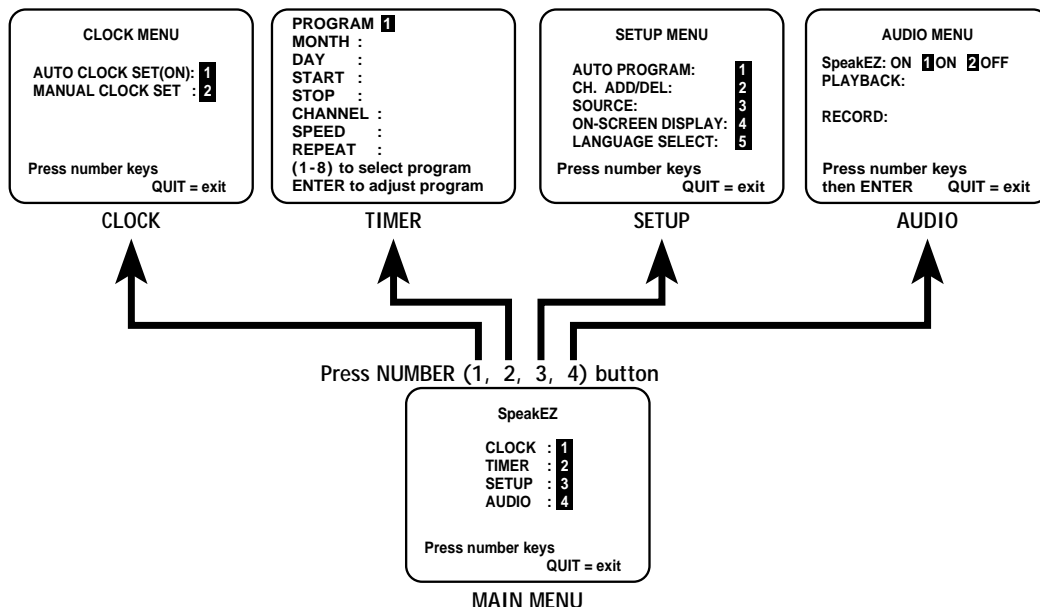 CLOCK MENU
AUTO CLOCK SET(ON): 1
MANUAL CLOCK SET : 2
Press number keys
QUIT = exit
CLOCK
PROGRAM 1
MONTH :
DAY :
START :
STOP :
CHANNEL :
SPEED :
REPEAT :
(1-8) to select program
ENTER to adjust program
TIMER
SETUP MENU
AUTO PROGRAM: 1
CH. ADD/DEL: 2
SOURCE: 3
ON-SCREEN DISPLAY: 4
LANGUAGE SELECT: 5
Press number keys
QUIT = exit
SETUP
AUDIO MENU
SpeakEZ: ON 1 ON 2 OFF
PLAYBACK:
RECORD:
Press number keys
then ENTER QUIT = exit
AUDIO
Press NUMBER (1, 2, 3, 4) button
SpeakEZ
CLOCK : 1
TIMER : 2
SETUP : 3
AUDIO : 4
Press number keys
QUIT = exit
MAIN MENU